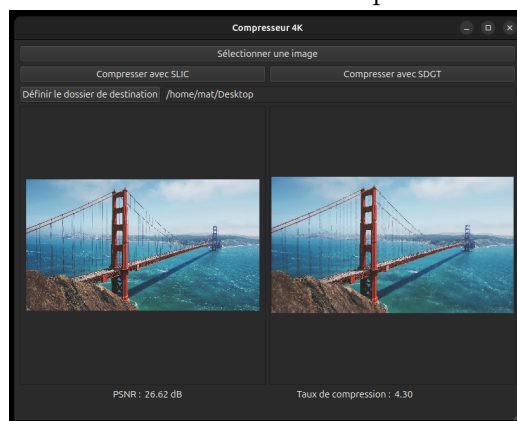 Compresseur 4K
Sélectionner une image
Compresser avec SLIC Compresser avec SDGT
Définir le dossier de destination /home/mat/Desktop
PSNR : 26.62 dB Taux de compression : 4.30